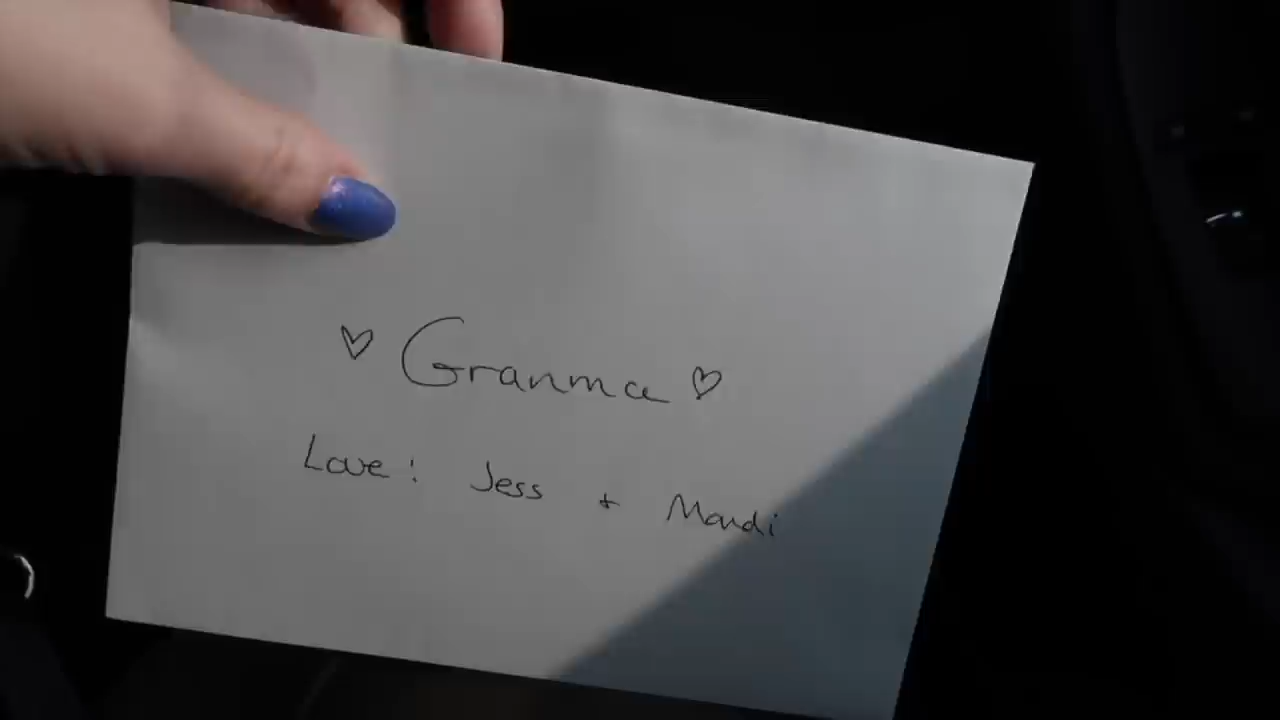 ♡ Granma ♡
Love: Jess + Mandi